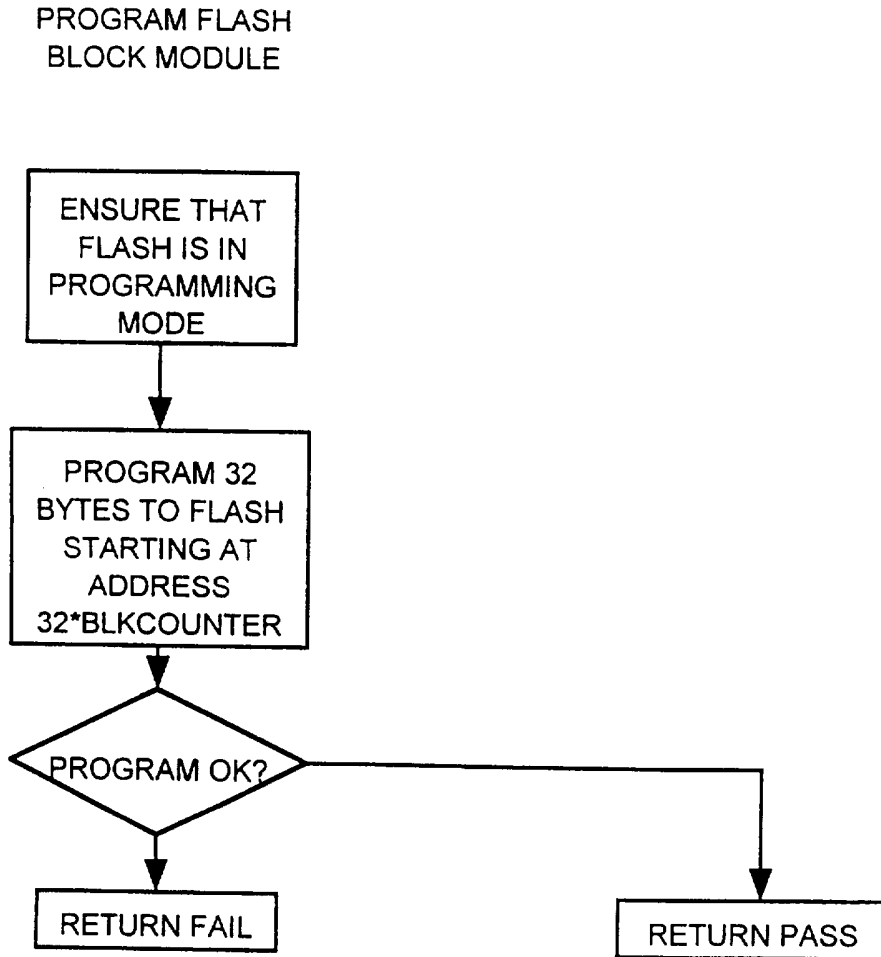 PROGRAM FLASH
BLOCK MODULE
ENSURE THAT
FLASH IS IN
PROGRAMMING
MODE
PROGRAM 32
BYTES TO FLASH
STARTING AT
ADDRESS
32*BLKCOUNTER
PROGRAM OK?
RETURN FAIL
RETURN PASS